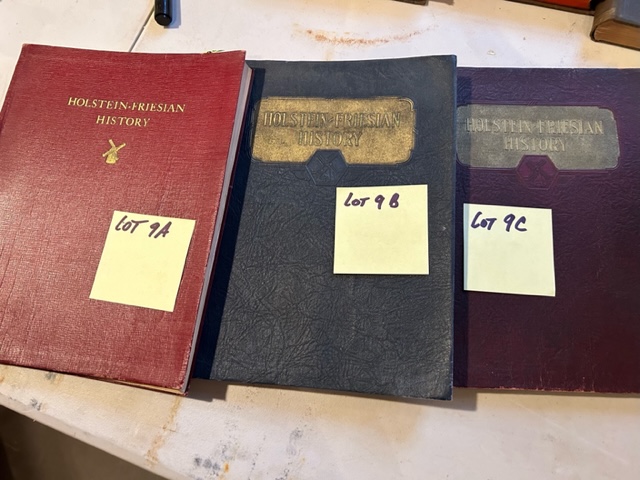 HOLSTEIN-FRIESIAN
HISTORY
LOT 9A
HOLSTEIN-FRIESIAN
HISTORY
LOT 9B
HOLSTEIN-FRIESIAN
HISTORY
LOT 9C